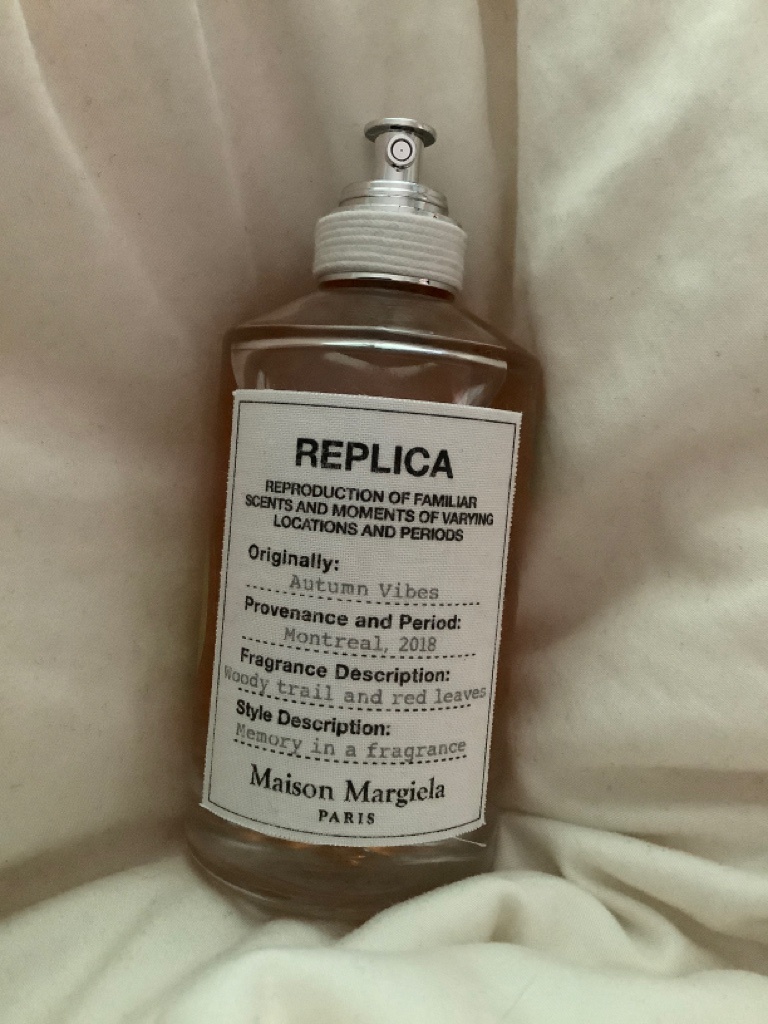 REPLICA
REPRODUCTION OF FAMILIAR
SCENTS AND MOMENTS OF VARYING
LOCATIONS AND PERIODS
Originally:
Autumn Vibes
Provenance and Period:
Montreal, 2018
Fragrance Description:
Woody trail and red leaves
Style Description:
Memory in a fragrance
Maison Margiela
PARIS